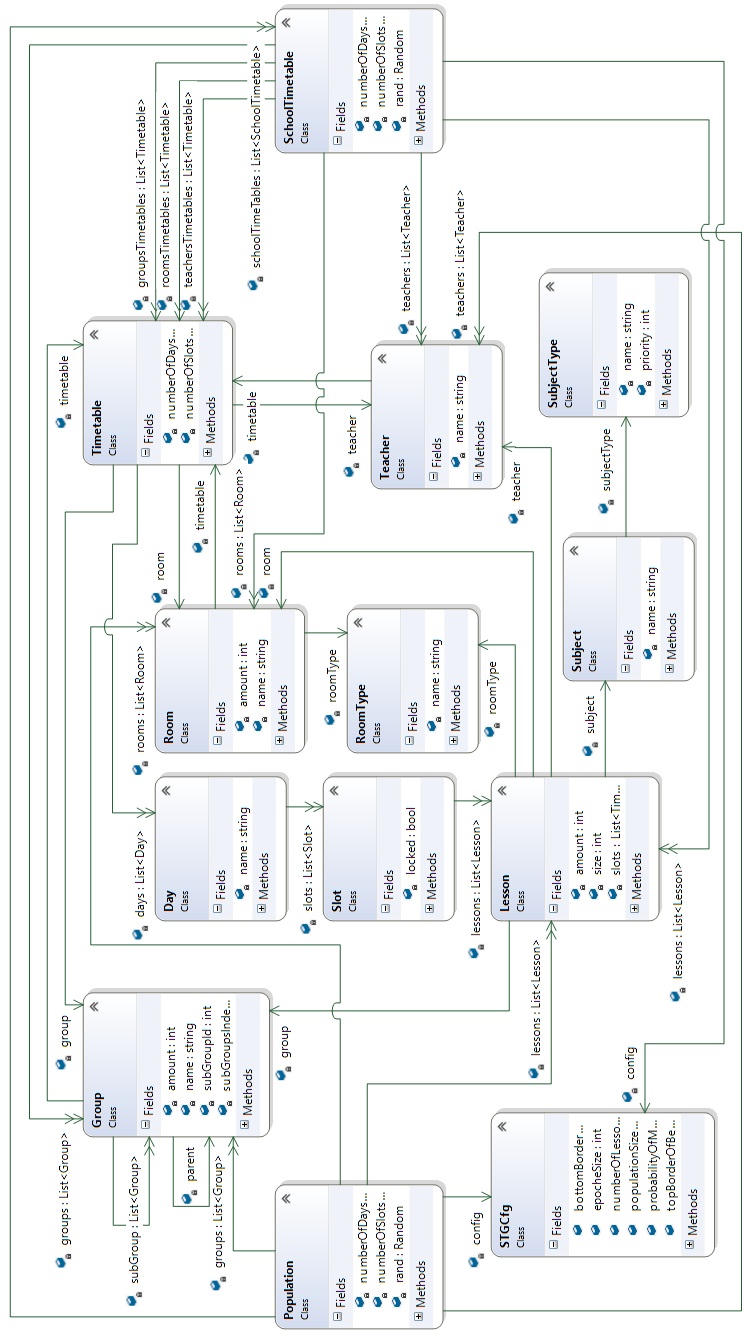 groups : List<Group>
group
timetable
Group
Class
Fields
amount : int
name : string
subGroupId : int
subGroupsInde...
Methods
subGroup : List<Group>
parent
groups : List<Group>
days : List<Day>
rooms : List<Room>
room
timetable
Timetable
Class
Fields
numberOfDays...
numberOfSlots...
Methods
groupsTimetables : List<Timetable>
roomsTimetables : List<Timetable>
teachersTimetables : List<Timetable>
schoolTimeTables : List<SchoolTimetable>
Day
Class
Fields
name : string
Methods
Room
Class
Fields
amount : int
name : string
Methods
rooms : List<Room>
room
timetable
teacher
group
Population
Class
Fields
numberOfDays...
numberOfSlots...
rand : Random
Methods
slots : List<Slot>
Slot
Class
Fields
locked : bool
Methods
roomType
RoomType
Class
Fields
name : string
Methods
Teacher
Class
Fields
name : string
Methods
teachers : List<Teacher>
teachers : List<Teacher>
SchoolTimetable
Class
Fields
numberOfDays...
numberOfSlots...
rand : Random
Methods
config
lessons : List<Lesson>
lessons : List<Lesson>
roomType
teacher
STGCfg
Class
Fields
bottomBorder...
epocheSize : int
numberOfLesso...
populationSize...
probabilityOfM...
topBorderOfBe...
Methods
Lesson
Class
Fields
amount : int
size : int
slots : List<Tim...
Methods
subject
Subject
Class
Fields
name : string
Methods
subjectType
SubjectType
Class
Fields
name : string
priority : int
Methods
config
lessons : List<Lesson>